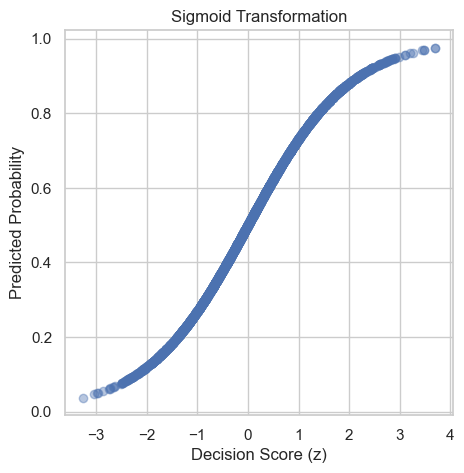 Sigmoid Transformation
1.0
0.8
0.6
0.4
0.2
0.0
Predicted Probability
−3 −2 −1 0 1 2 3 4
Decision Score (z)